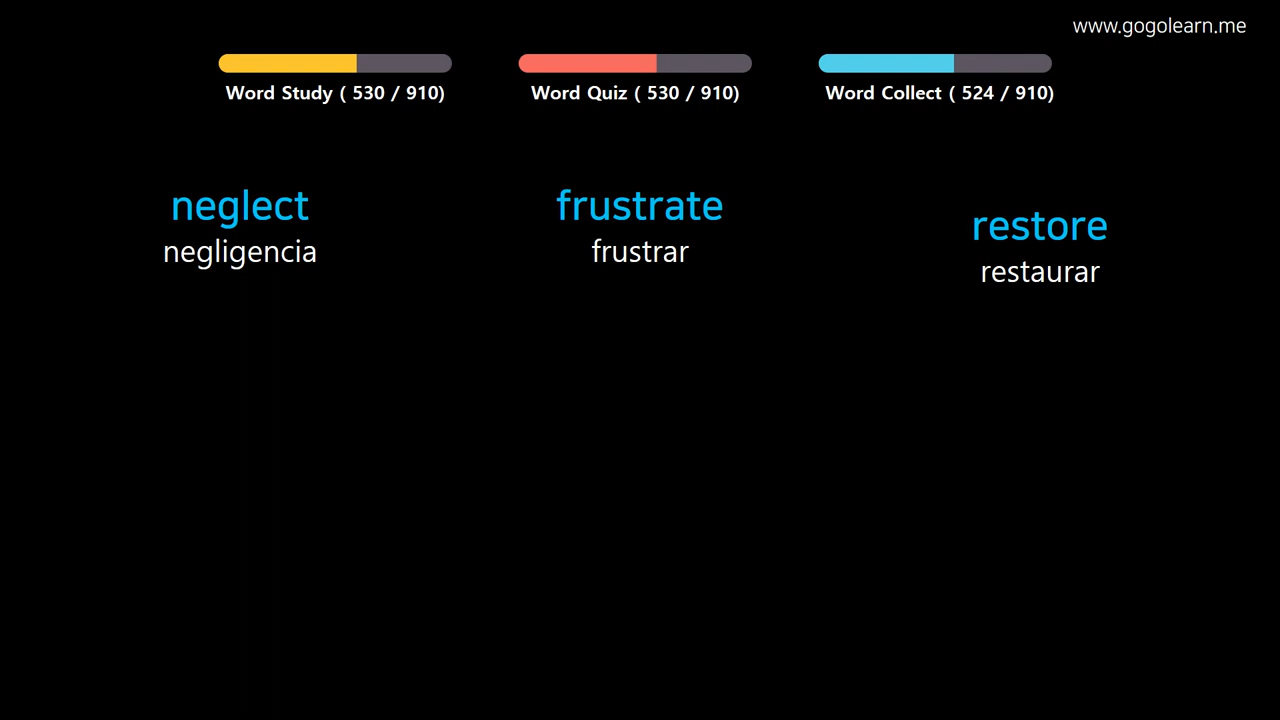 www.gogolearn.me
Word Study ( 530 / 910)
Word Quiz ( 530 / 910)
Word Collect ( 524 / 910)
neglect
negligencia
frustrate
frustrar
restore
restaurar